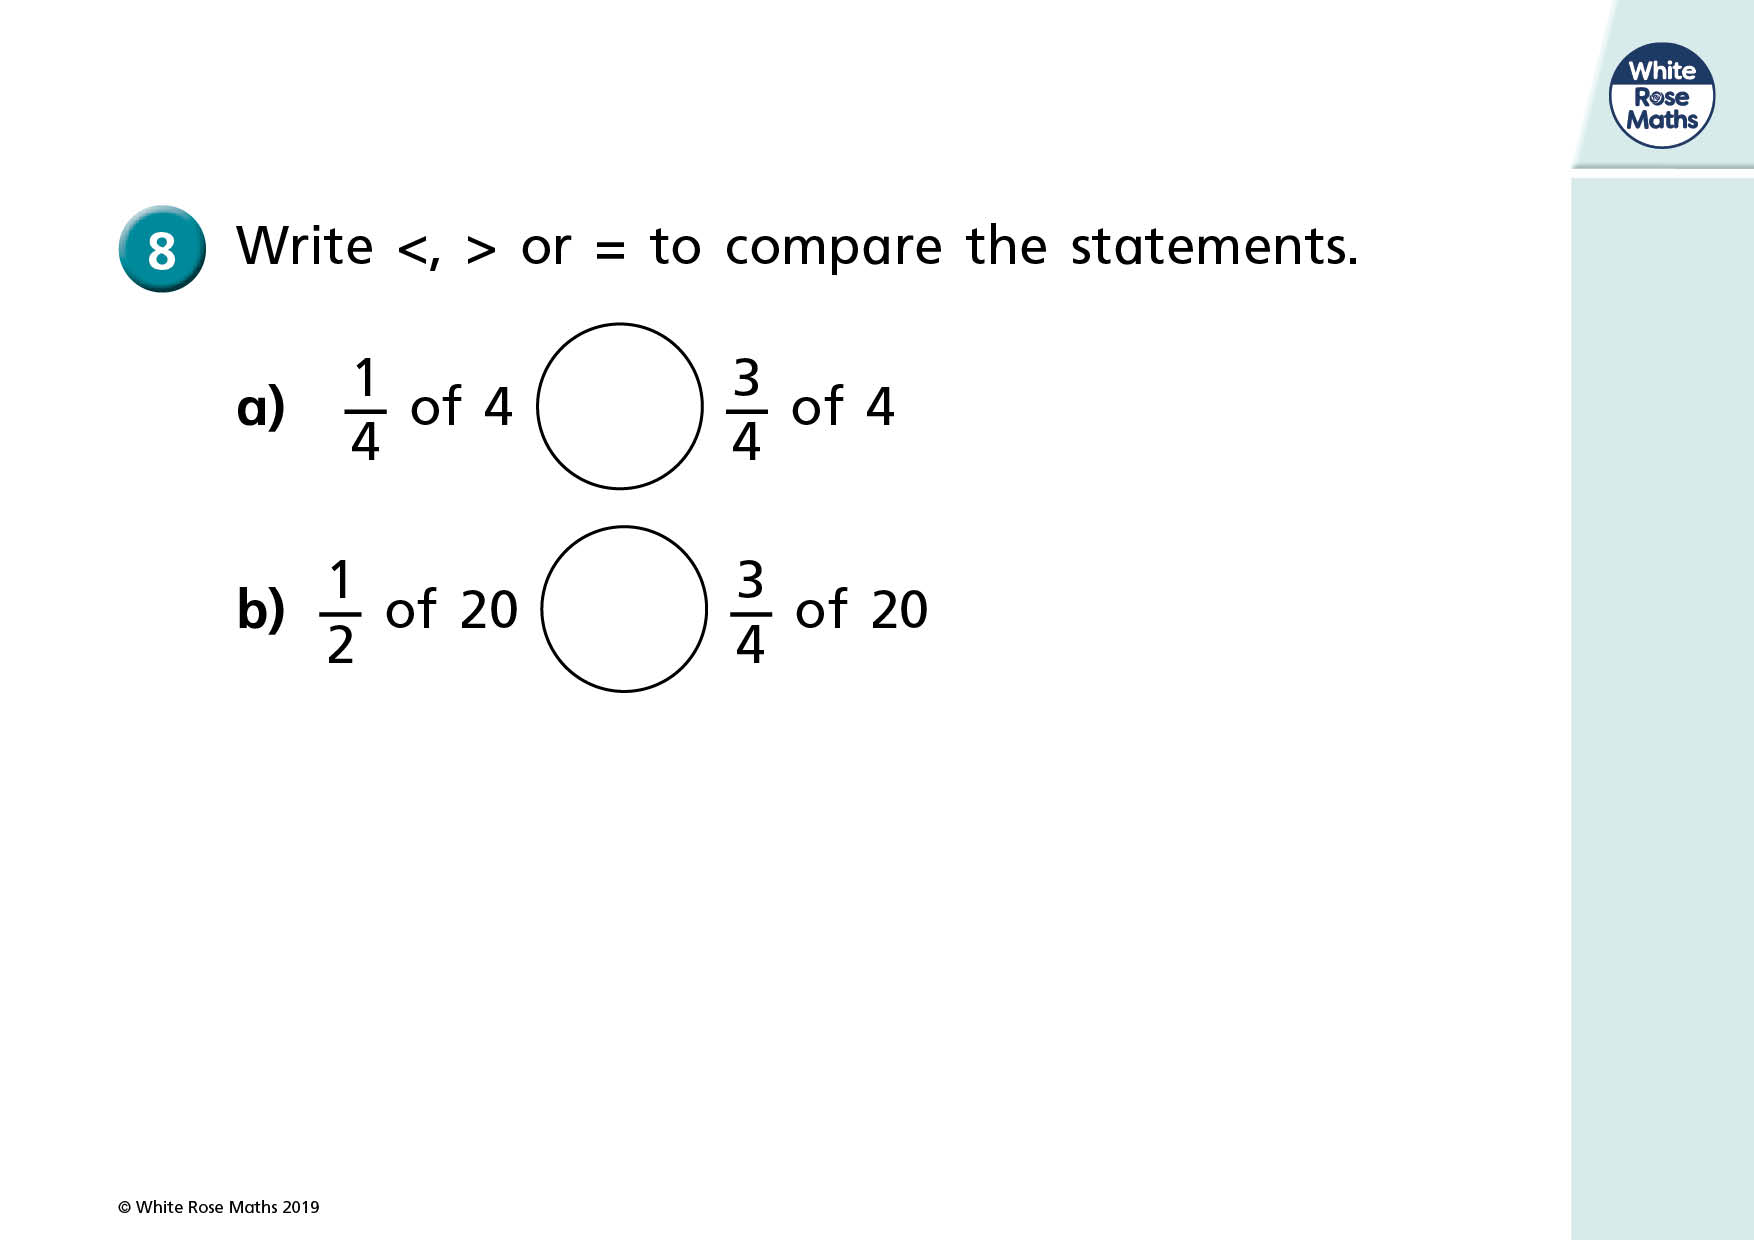 White
Rose
Maths
8 Write <, > or = to compare the statements.
a) 1/4 of 4 3/4 of 4
b) 1/2 of 20 3/4 of 20
© White Rose Maths 2019